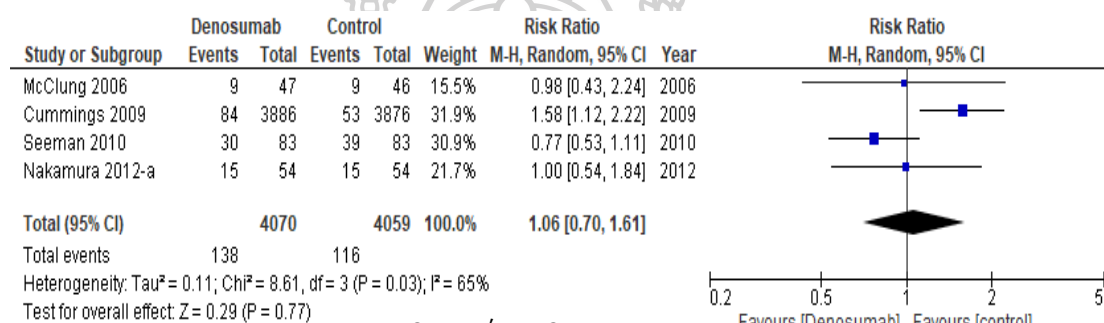 Denosumab Control Risk Ratio Risk Ratio
Study or Subgroup Events Total Events Total Weight M-H, Random, 95% CI Year M-H, Random, 95% CI
McClung 2006 9 47 9 46 15.5% 0.98 [0.43, 2.24] 2006
Cummings 2009 84 3886 53 3876 31.9% 1.58 [1.12, 2.22] 2009
Seeman 2010 30 83 39 83 30.9% 0.77 [0.53, 1.11] 2010
Nakamura 2012-a 15 54 15 54 21.7% 1.00 [0.54, 1.84] 2012
Total (95% CI) 4070 4059 100.0% 1.06 [0.70, 1.61]
Total events 138 116
Heterogeneity: Tau² = 0.11; Chi² = 8.61, df = 3 (P = 0.03); I² = 65%
Test for overall effect: Z = 0.29 (P = 0.77)
0.2 0.5 1 2 5
Favours [Denosumab] Favours [control]